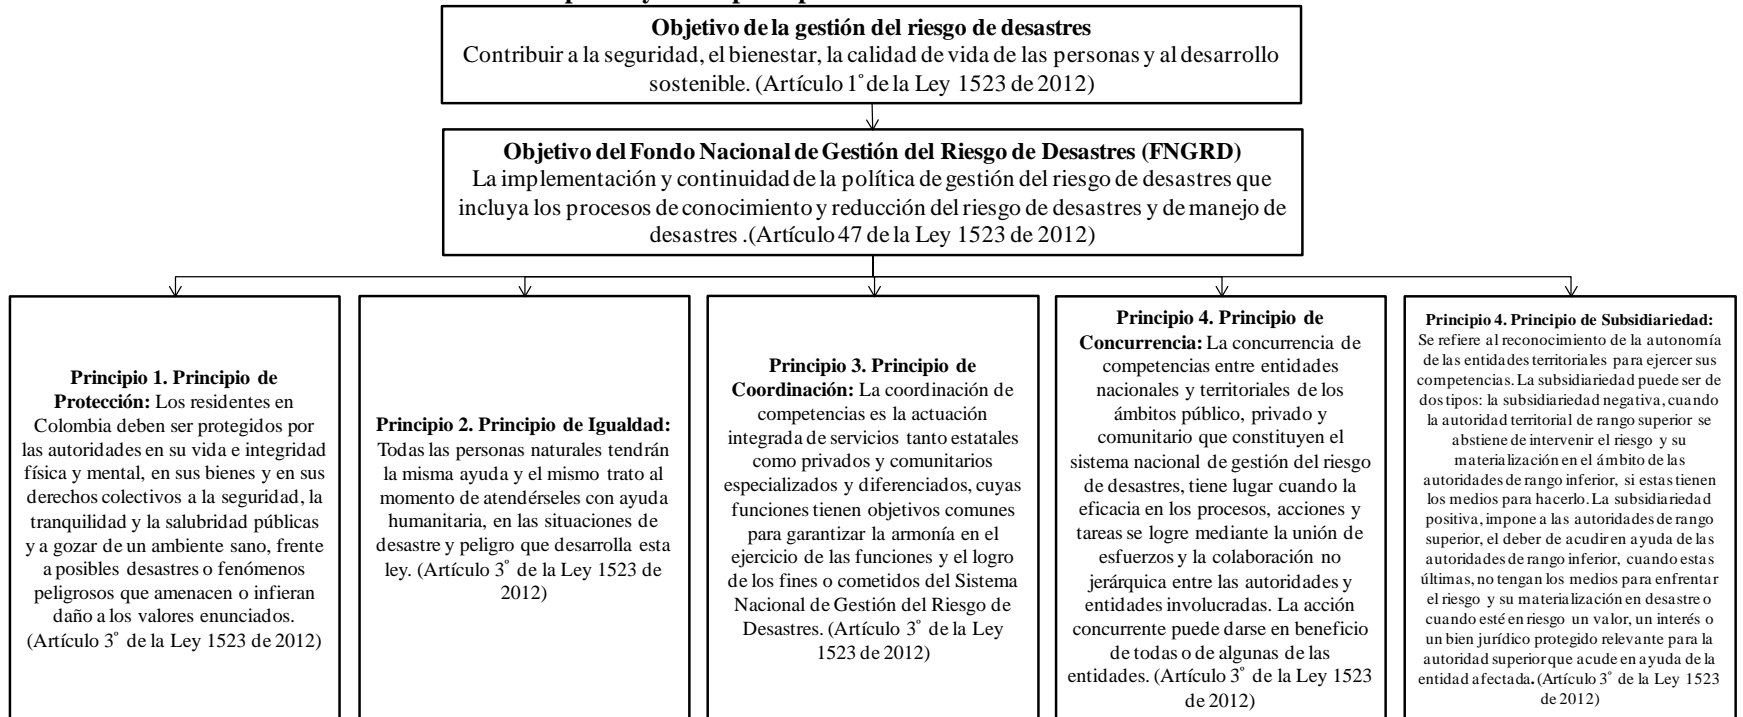 Objetivo de la gestión del riesgo de desastres
Contribuir a la seguridad, el bienestar, la calidad de vida de las personas y al desarrollo
sostenible. (Artículo 1° de la Ley 1523 de 2012)
Objetivo del Fondo Nacional de Gestión del Riesgo de Desastres (FNGRD)
La implementación y continuidad de la política de gestión del riesgo de desastres que
incluya los procesos de conocimiento y reducción del riesgo de desastres y de manejo de
desastres .(Artículo 47 de la Ley 1523 de 2012)
Principio 1. Principio de
Protección: Los residentes en
Colombia deben ser protegidos por
las autoridades en su vida e integridad
física y mental, en sus bienes y en sus
derechos colectivos a la seguridad, la
tranquilidad y la salubridad públicas
y a gozar de un ambiente sano, frente
a posibles desastres o fenómenos
peligrosos que amenacen o infieran
daño a los valores enunciados.
(Artículo 3° de la Ley 1523 de 2012)
Principio 2. Principio de Igualdad:
Todas las personas naturales tendrán
la misma ayuda y el mismo trato al
momento de atendérseles con ayuda
humanitaria, en las situaciones de
desastre y peligro que desarrolla esta
ley. (Artículo 3° de la Ley 1523 de
2012)
Principio 3. Principio de
Coordinación: La coordinación de
competencias es la actuación
integrada de servicios tanto estatales
como privados y comunitarios
especializados y diferenciados, cuyas
funciones tienen objetivos comunes
para garantizar la armonía en el
ejercicio de las funciones y el logro
de los fines o cometidos del Sistema
Nacional de Gestión del Riesgo de
Desastres. (Artículo 3° de la Ley
1523 de 2012)
Principio 4. Principio de
Concurrencia: La concurrencia de
competencias entre entidades
nacionales y territoriales de los
ámbitos público, privado y
comunitario que constituyen el
sistema nacional de gestión del riesgo
de desastres, tiene lugar cuando la
eficacia en los procesos, acciones y
tareas se logre mediante la unión de
esfuerzos y la colaboración no
jerárquica entre las autoridades y
entidades involucradas. La acción
concurrente puede darse en beneficio
de todas o de algunas de las
entidades. (Artículo 3° de la Ley 1523
de 2012)
Principio 4. Principio de Subsidiariedad:
Se refiere al reconocimiento de la autonomía
de las entidades territoriales para ejercer sus
competencias. La subsidiariedad puede ser de
dos tipos: la subsidiariedad negativa, cuando
la autoridad territorial de rango superior se
abstiene de intervenir el riesgo y su
materialización en el ámbito de las
autoridades de rango inferior, si estas tienen
los medios para hacerlo. La subsidiariedad
positiva, impone a las autoridades de rango
superior, el deber de acudir en ayuda de las
autoridades de rango inferior, cuando estas
últimas, no tengan los medios para enfrentar
el riesgo y su materialización en desastre o
cuando esté en riesgo un valor, un interés o
un bien jurídico protegido relevante para la
autoridad superior que acude en ayuda de la
entidad afectada. (Artículo 3° de la Ley 1523
de 2012)